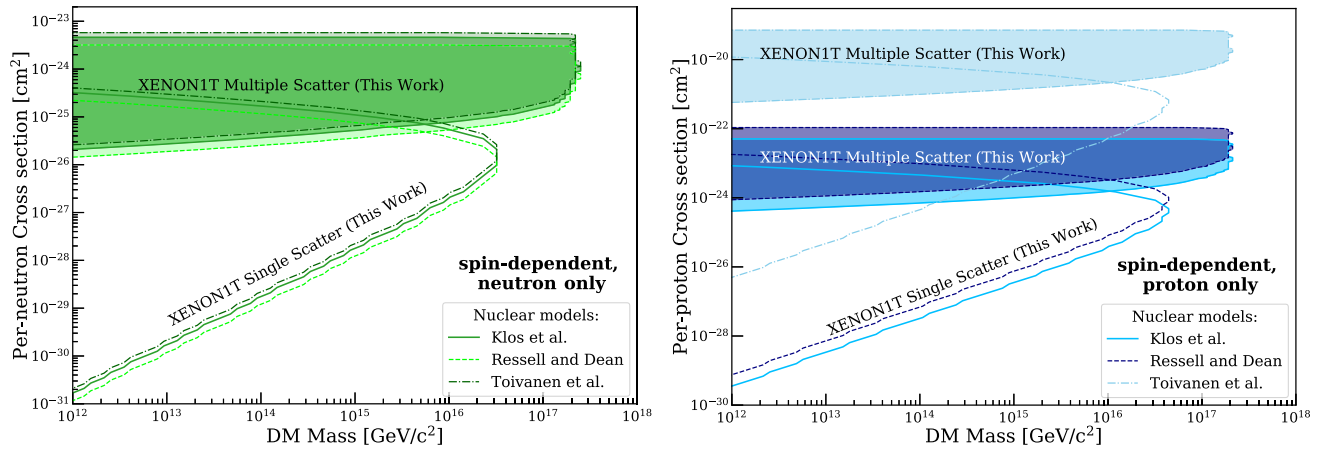 Per-neutron Cross section [cm²]
10⁻²³
10⁻²⁴
10⁻²⁵
10⁻²⁶
10⁻²⁷
10⁻²⁸
10⁻²⁹
10⁻³⁰
10⁻³¹
XENON1T Multiple Scatter (This Work)
XENON1T Single Scatter (This Work)
spin-dependent,
neutron only
Nuclear models:
Klos et al.
Ressell and Dean
Toivanen et al.
10¹² 10¹³ 10¹⁴ 10¹⁵ 10¹⁶ 10¹⁷ 10¹⁸
DM Mass [GeV/c²]
Per-proton Cross section [cm²]
10⁻²⁰
10⁻²²
10⁻²⁴
10⁻²⁶
10⁻²⁸
10⁻³⁰
XENON1T Multiple Scatter (This Work)
XENON1T Multiple Scatter (This Work)
XENON1T Single Scatter (This Work)
spin-dependent,
proton only
Nuclear models:
Klos et al.
Ressell and Dean
Toivanen et al.
10¹² 10¹³ 10¹⁴ 10¹⁵ 10¹⁶ 10¹⁷ 10¹⁸
DM Mass [GeV/c²]